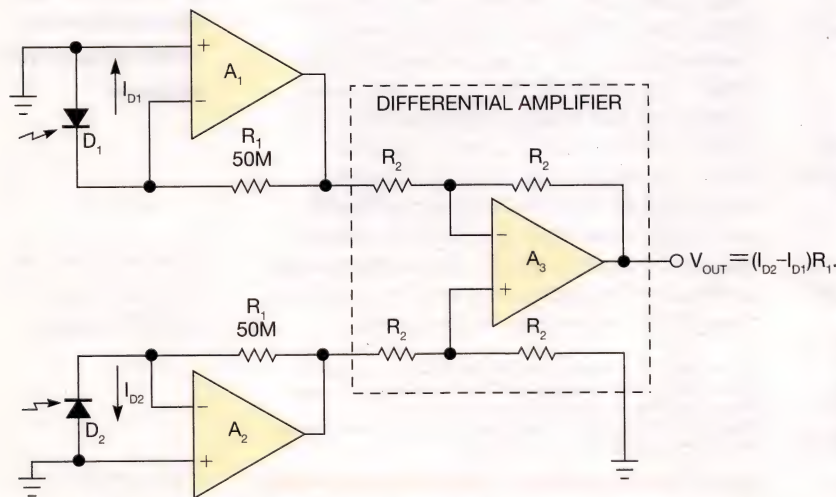 A1
ID1
D1
R1
50M
DIFFERENTIAL AMPLIFIER
R2
R2
A3
VOUT=(ID2–ID1)R1.
R1
50M
R2
R2
ID2
D2
A2
+
−
−
+
−
+